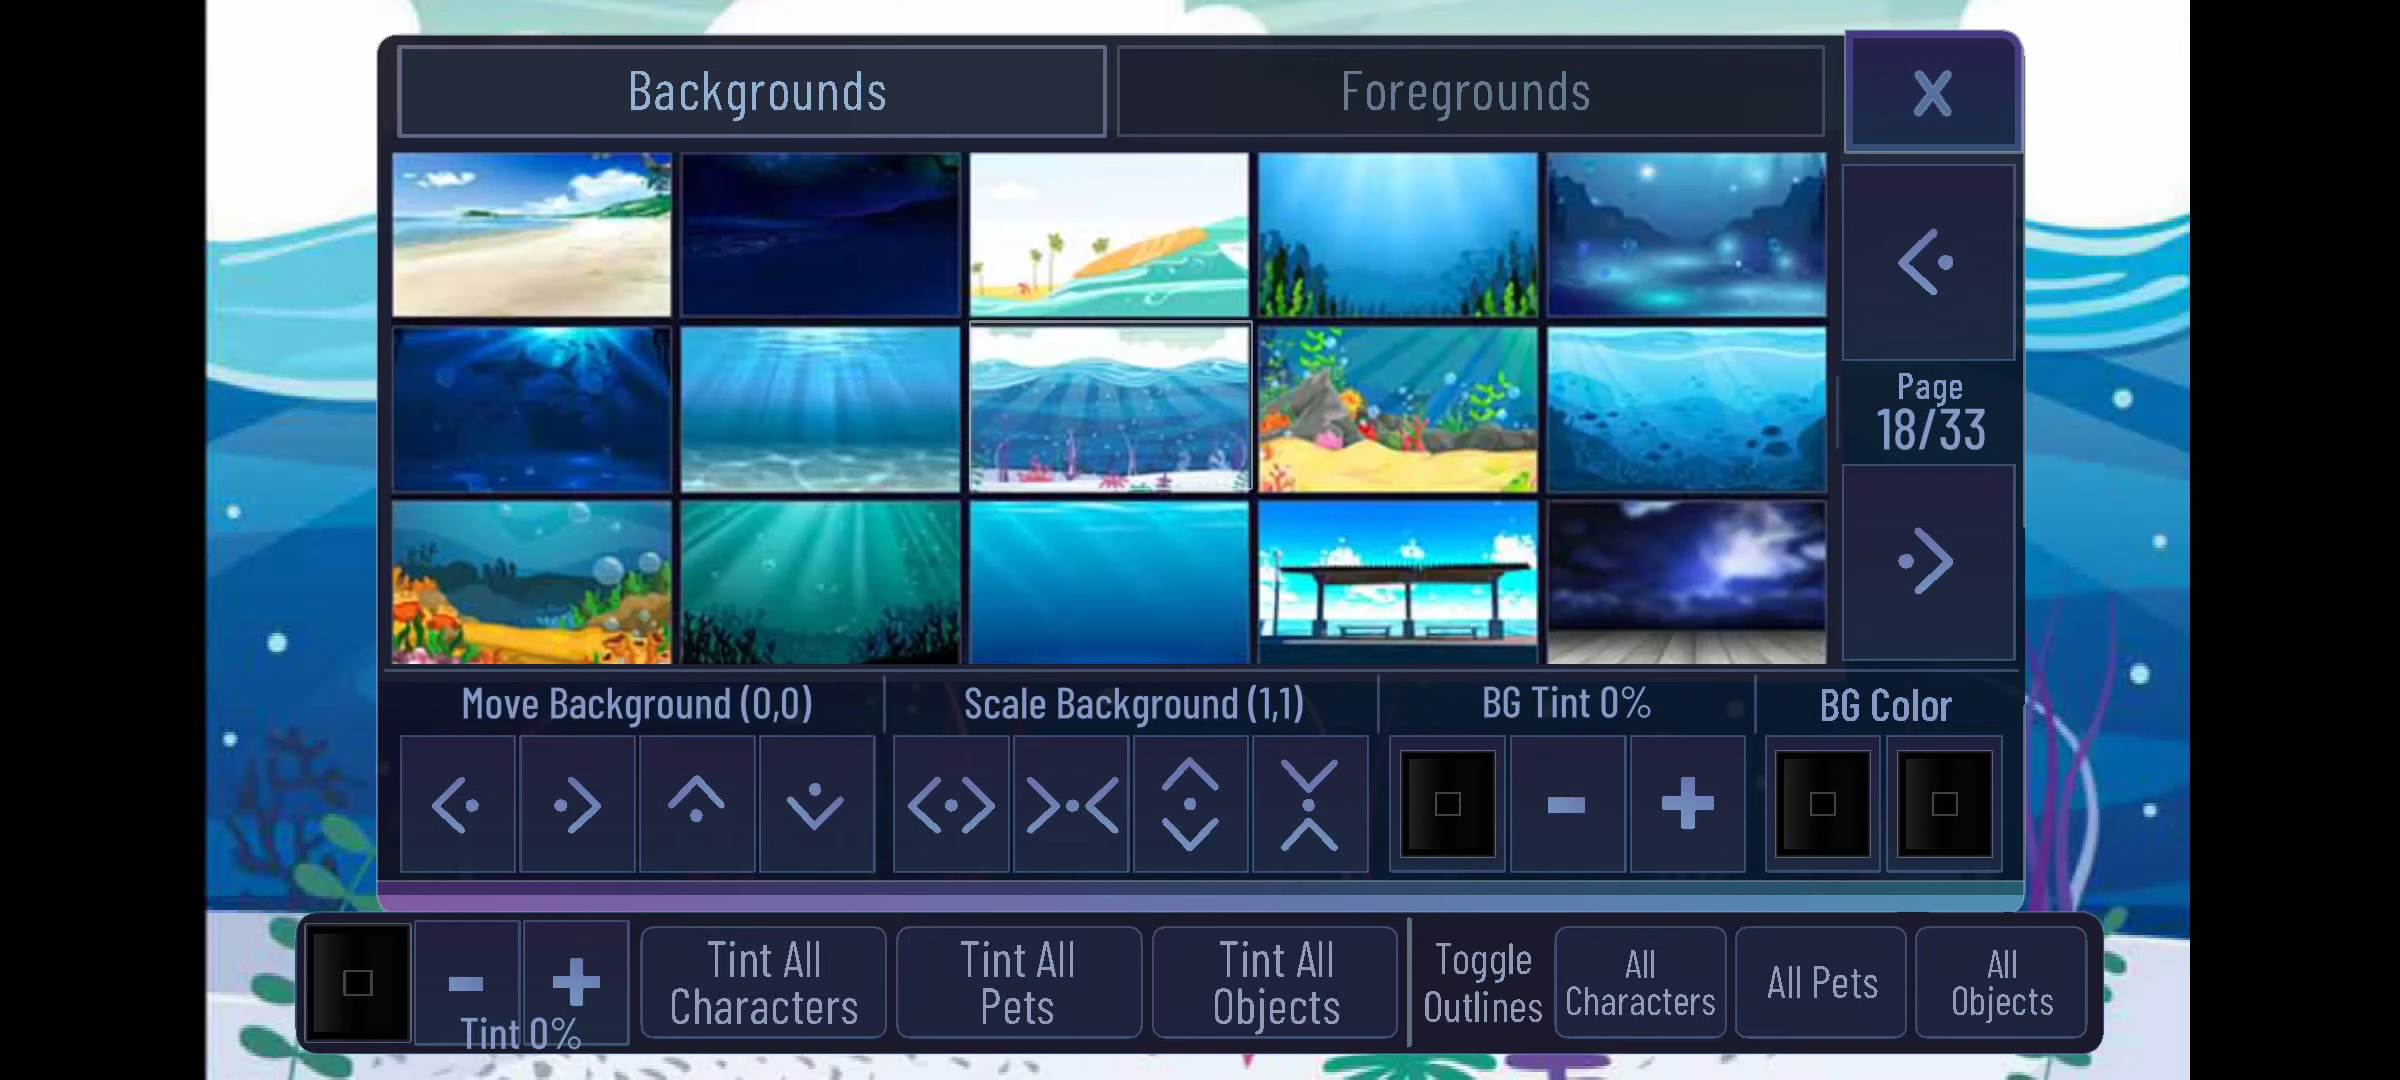 Backgrounds
Foregrounds
X
Page
18/33
Move Background (0,0)
Scale Background (1,1)
BG Tint 0%
BG Color
Tint 0%
Tint All
Characters
Tint All
Pets
Tint All
Objects
Toggle
Outlines
All
Characters
All Pets
All
Objects